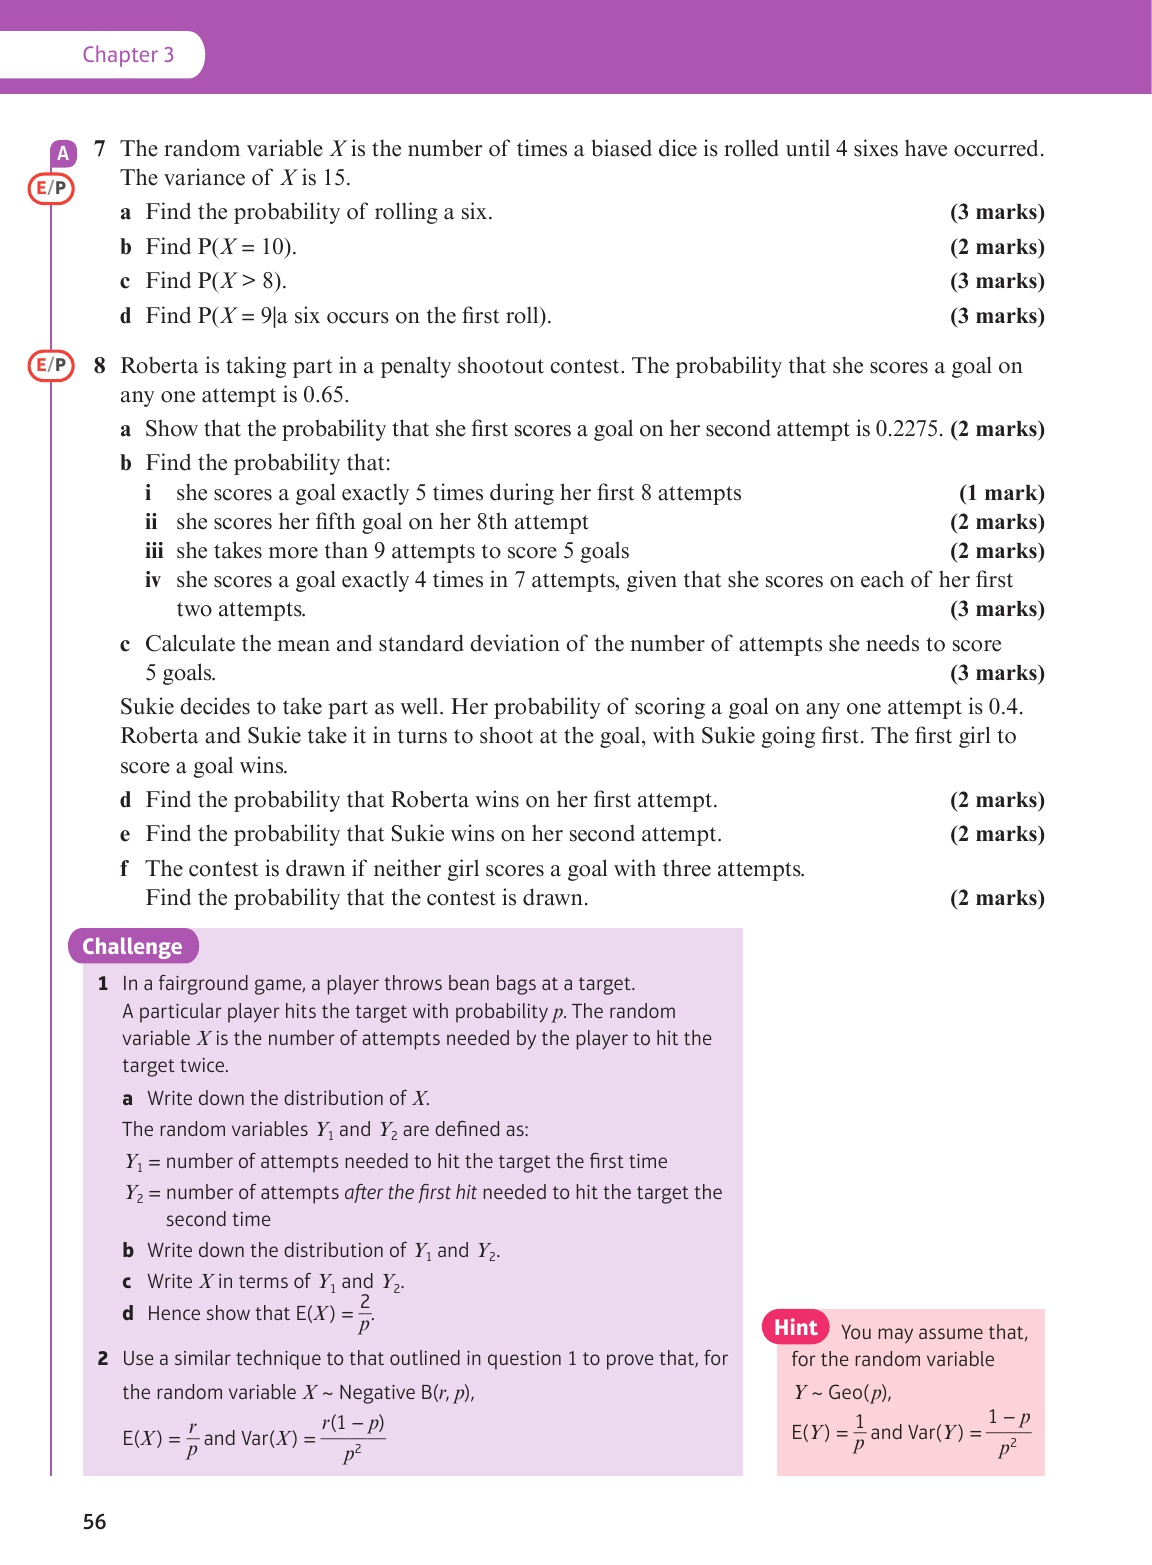 Chapter 3
A
E/P
7 The random variable X is the number of times a biased dice is rolled until 4 sixes have occurred.
The variance of X is 15.
a Find the probability of rolling a six. (3 marks)
b Find P(X = 10). (2 marks)
c Find P(X > 8). (3 marks)
d Find P(X = 9|a six occurs on the first roll). (3 marks)
E/P
8 Roberta is taking part in a penalty shootout contest. The probability that she scores a goal on
any one attempt is 0.65.
a Show that the probability that she first scores a goal on her second attempt is 0.2275. (2 marks)
b Find the probability that:
i she scores a goal exactly 5 times during her first 8 attempts (1 mark)
ii she scores her fifth goal on her 8th attempt (2 marks)
iii she takes more than 9 attempts to score 5 goals (2 marks)
iv she scores a goal exactly 4 times in 7 attempts, given that she scores on each of her first
two attempts. (3 marks)
c Calculate the mean and standard deviation of the number of attempts she needs to score
5 goals. (3 marks)
Sukie decides to take part as well. Her probability of scoring a goal on any one attempt is 0.4.
Roberta and Sukie take it in turns to shoot at the goal, with Sukie going first. The first girl to
score a goal wins.
d Find the probability that Roberta wins on her first attempt. (2 marks)
e Find the probability that Sukie wins on her second attempt. (2 marks)
f The contest is drawn if neither girl scores a goal with three attempts.
Find the probability that the contest is drawn. (2 marks)
Challenge
1 In a fairground game, a player throws bean bags at a target.
A particular player hits the target with probability p. The random
variable X is the number of attempts needed by the player to hit the
target twice.
a Write down the distribution of X.
The random variables Y₁ and Y₂ are defined as:
Y₁ = number of attempts needed to hit the target the first time
Y₂ = number of attempts after the first hit needed to hit the target the
second time
b Write down the distribution of Y₁ and Y₂.
c Write X in terms of Y₁ and Y₂.
d Hence show that E(X) = 2/p.
2 Use a similar technique to that outlined in question 1 to prove that, for
the random variable X ~ Negative B(r, p),
E(X) = r/p and Var(X) = r(1 − p)/p²
Hint You may assume that,
for the random variable
Y ~ Geo(p),
E(Y) = 1/p and Var(Y) = 1 − p/p²
56